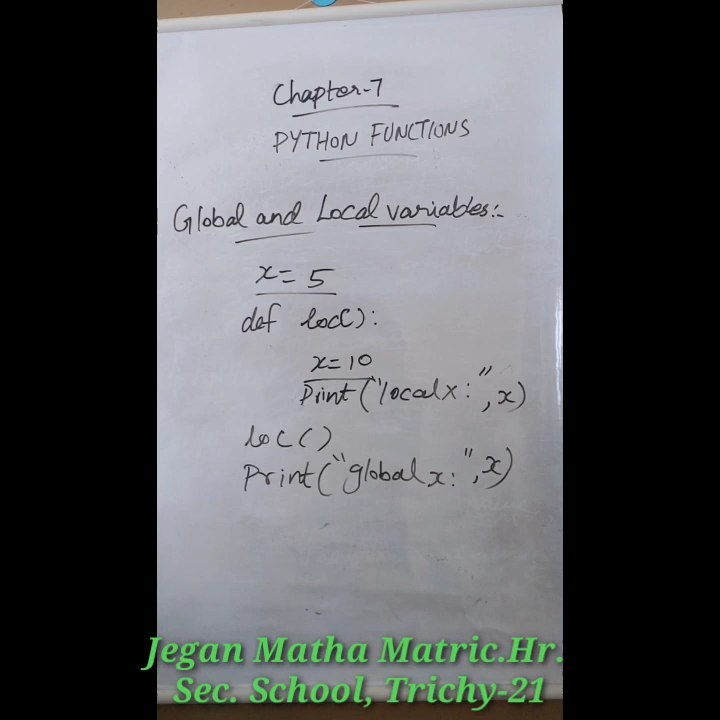 Chapter-7
PYTHON FUNCTIONS
Global and Local variables:-
x = 5
def loc():
x=10
Print("local x:", x)
loc()
Print("global x:", x)
Jegan Matha Matric.Hr.
Sec. School, Trichy-21